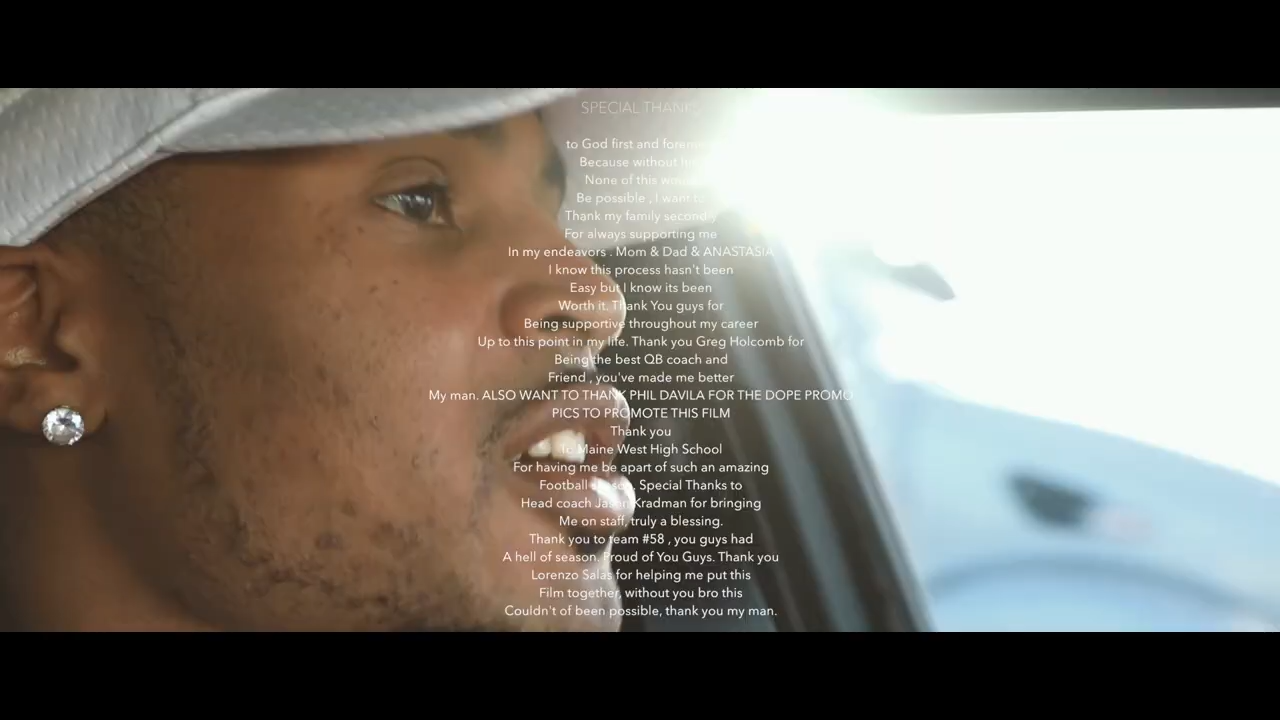 SPECIAL THANKS
to God first and foremost
Because without him
None of this would
Be possible , I want to
Thank my family secondly
For always supporting me
In my endeavors . Mom & Dad & ANASTASIA
I know this process hasn't been
Easy but I know its been
Worth it. Thank You guys for
Being supportive throughout my career
Up to this point in my life. Thank you Greg Holcomb for
Being the best QB coach and
Friend , you've made me better
My man. ALSO WANT TO THANK PHIL DAVILA FOR THE DOPE PROMO
PICS TO PROMOTE THIS FILM
Thank you
To Maine West High School
For having me be apart of such an amazing
Football season. Special Thanks to
Head coach Jason Kradman for bringing
Me on staff, truly a blessing.
Thank you to team #58 , you guys had
A hell of season. Proud of You Guys. Thank you
Lorenzo Salas for helping me put this
Film together, without you bro this
Couldn't of been possible, thank you my man.